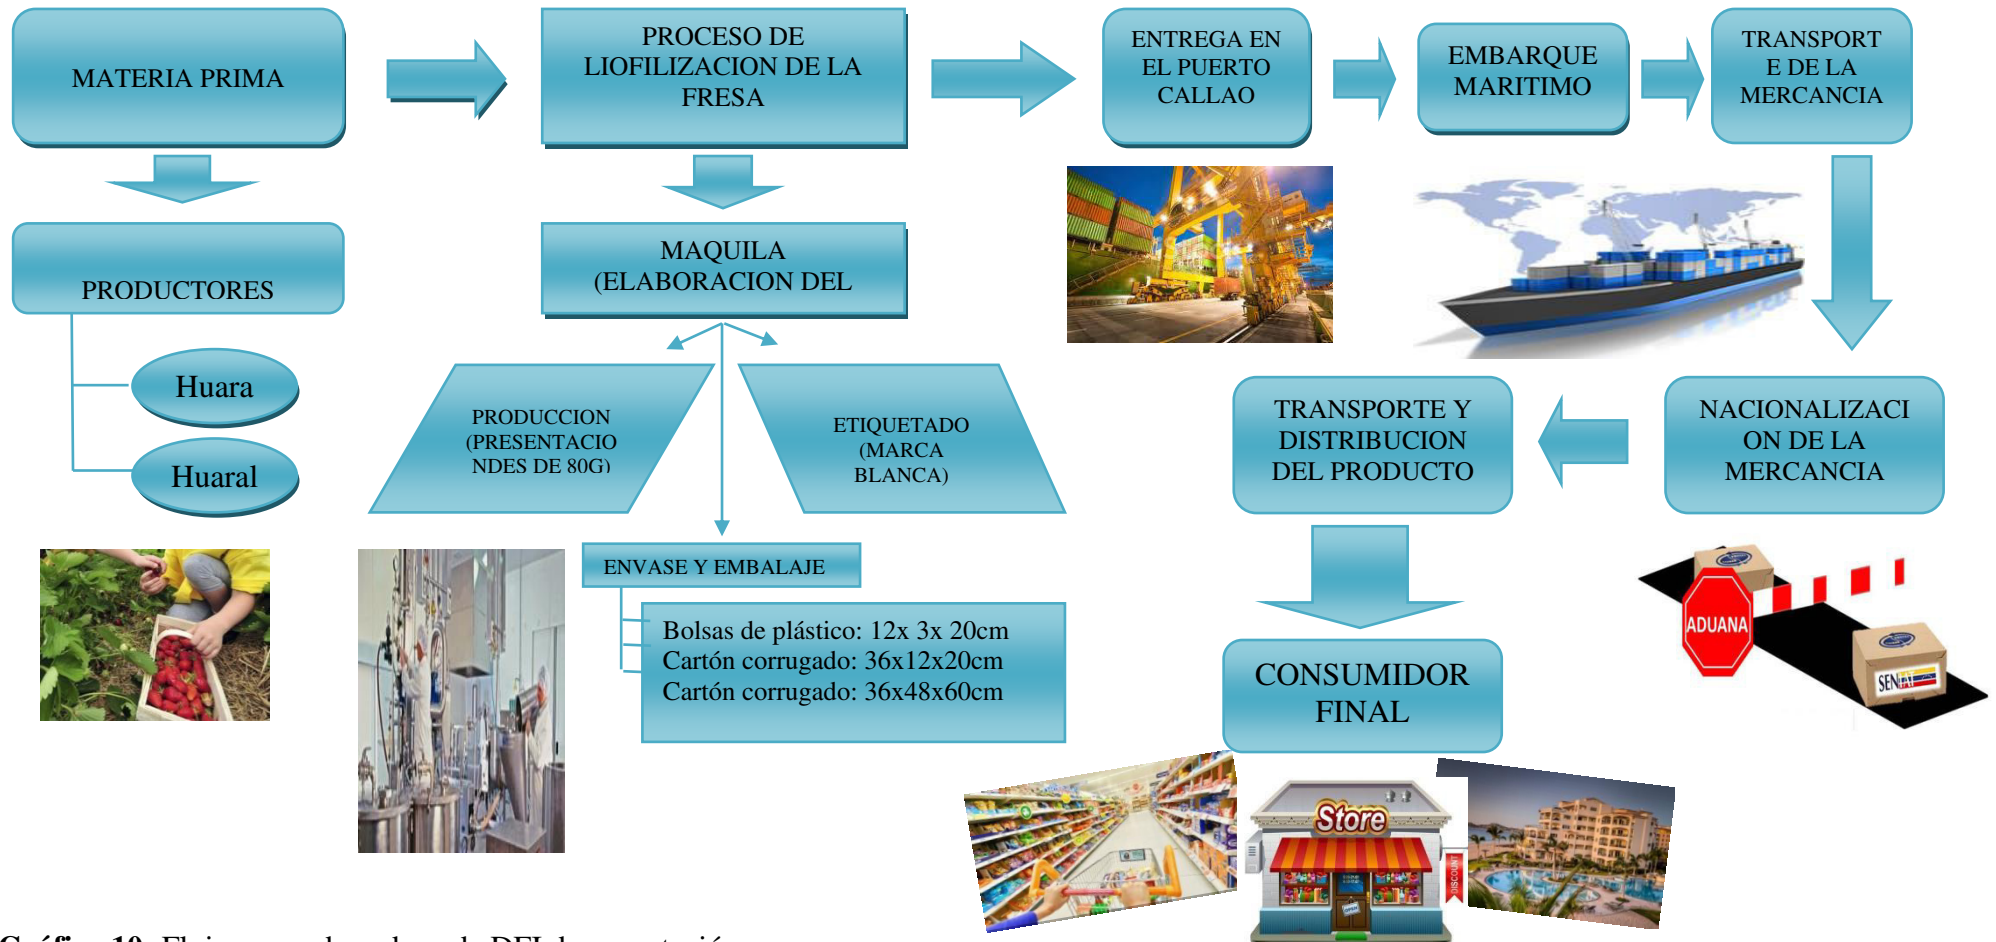 MATERIA PRIMA
PROCESO DE
LIOFILIZACION DE LA
FRESA
ENTREGA EN
EL PUERTO
CALLAO
EMBARQUE
MARITIMO
TRANSPORT
E DE LA
MERCANCIA
PRODUCTORES
Huara
Huaral
MAQUILA
(ELABORACION DEL
PRODUCCION
(PRESENTACIO
NDES DE 80G)
ETIQUETADO
(MARCA
BLANCA)
ENVASE Y EMBALAJE
Bolsas de plástico: 12x 3x 20cm
Cartón corrugado: 36x12x20cm
Cartón corrugado: 36x48x60cm
NACIONALIZACI
ON DE LA
MERCANCIA
TRANSPORTE Y
DISTRIBUCION
DEL PRODUCTO
ADUANA
CONSUMIDOR
FINAL
Store
OPEN
DISCOUNT